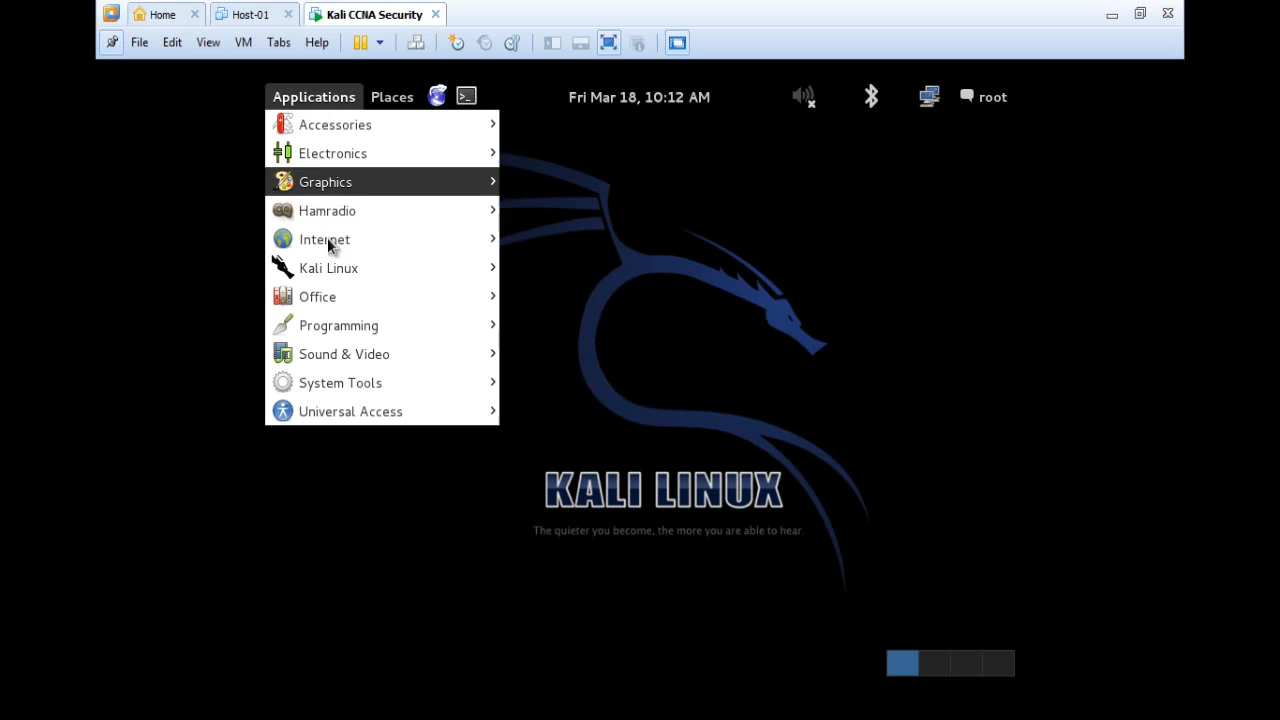 Home Host-01 Kali CCNA Security
File Edit View VM Tabs Help
Applications Places Fri Mar 18, 10:12 AM root
Accessories
Electronics
Graphics
Hamradio
Internet
Kali Linux
Office
Programming
Sound & Video
System Tools
Universal Access
KALI LINUX
The quieter you become, the more you are able to hear.